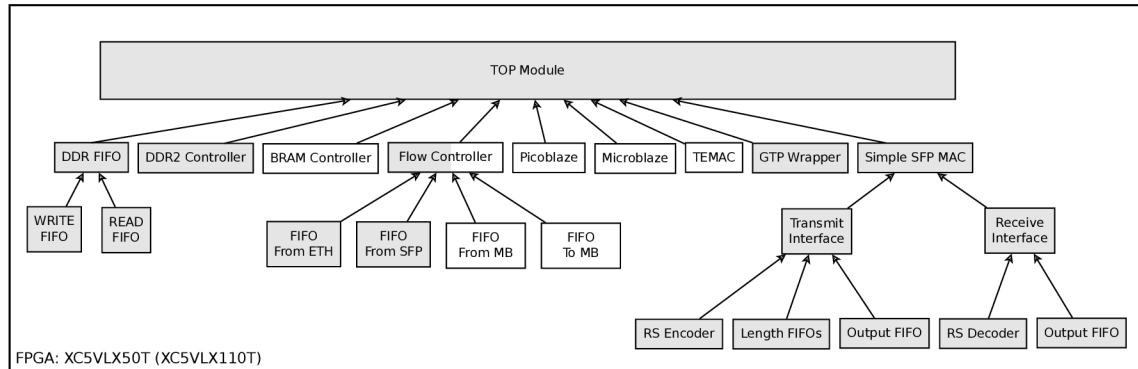 TOP Module
DDR FIFO
DDR2 Controller
BRAM Controller
Flow Controller
Picoblaze
Microblaze
TEMAC
GTP Wrapper
Simple SFP MAC
WRITE
FIFO
READ
FIFO
FIFO
From ETH
FIFO
From SFP
FIFO
From MB
FIFO
To MB
Transmit
Interface
Receive
Interface
RS Encoder
Length FIFOs
Output FIFO
RS Decoder
Output FIFO
FPGA: XC5VLX50T (XC5VLX110T)